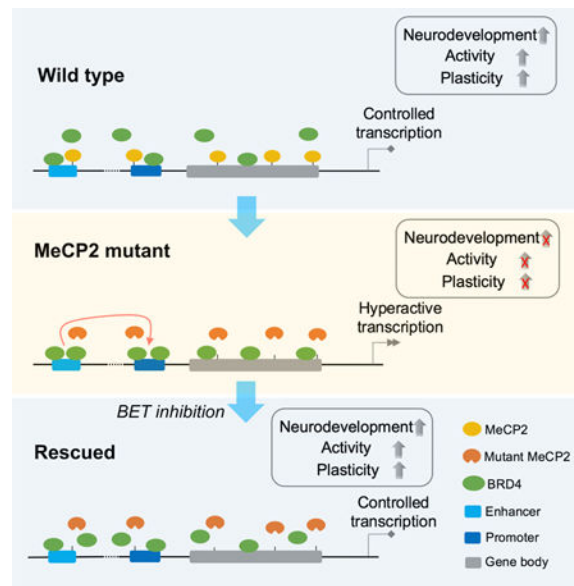 Neurodevelopment
Activity
Plasticity
Wild type
Controlled
transcription
MeCP2 mutant
Neurodevelopment
Activity
Plasticity
Hyperactive
transcription
BET inhibition
Rescued
Neurodevelopment
Activity
Plasticity
Controlled
transcription
MeCP2
Mutant MeCP2
BRD4
Enhancer
Promoter
Gene body